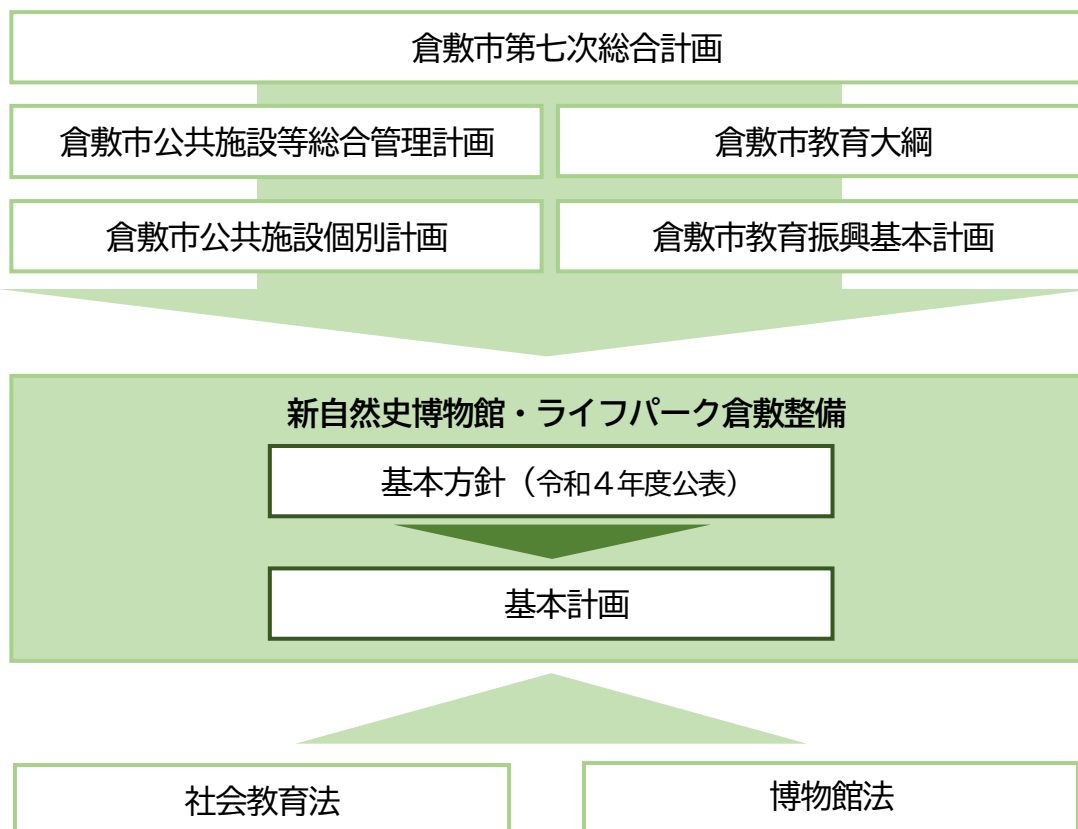 倉敷市第七次総合計画
倉敷市公共施設等総合管理計画
倉敷市教育大綱
倉敷市公共施設個別計画
倉敷市教育振興基本計画
新自然史博物館・ライフパーク倉敷整備
基本方針（令和４年度公表）
基本計画
社会教育法
博物館法